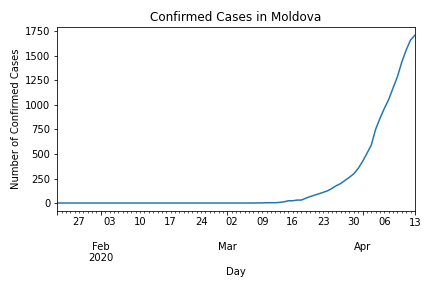 Confirmed Cases in Moldova
Number of Confirmed Cases
1750
1500
1250
1000
750
500
250
0
27 03 10 17 24 02 09 16 23 30 06 13
Feb Mar Apr
2020
Day